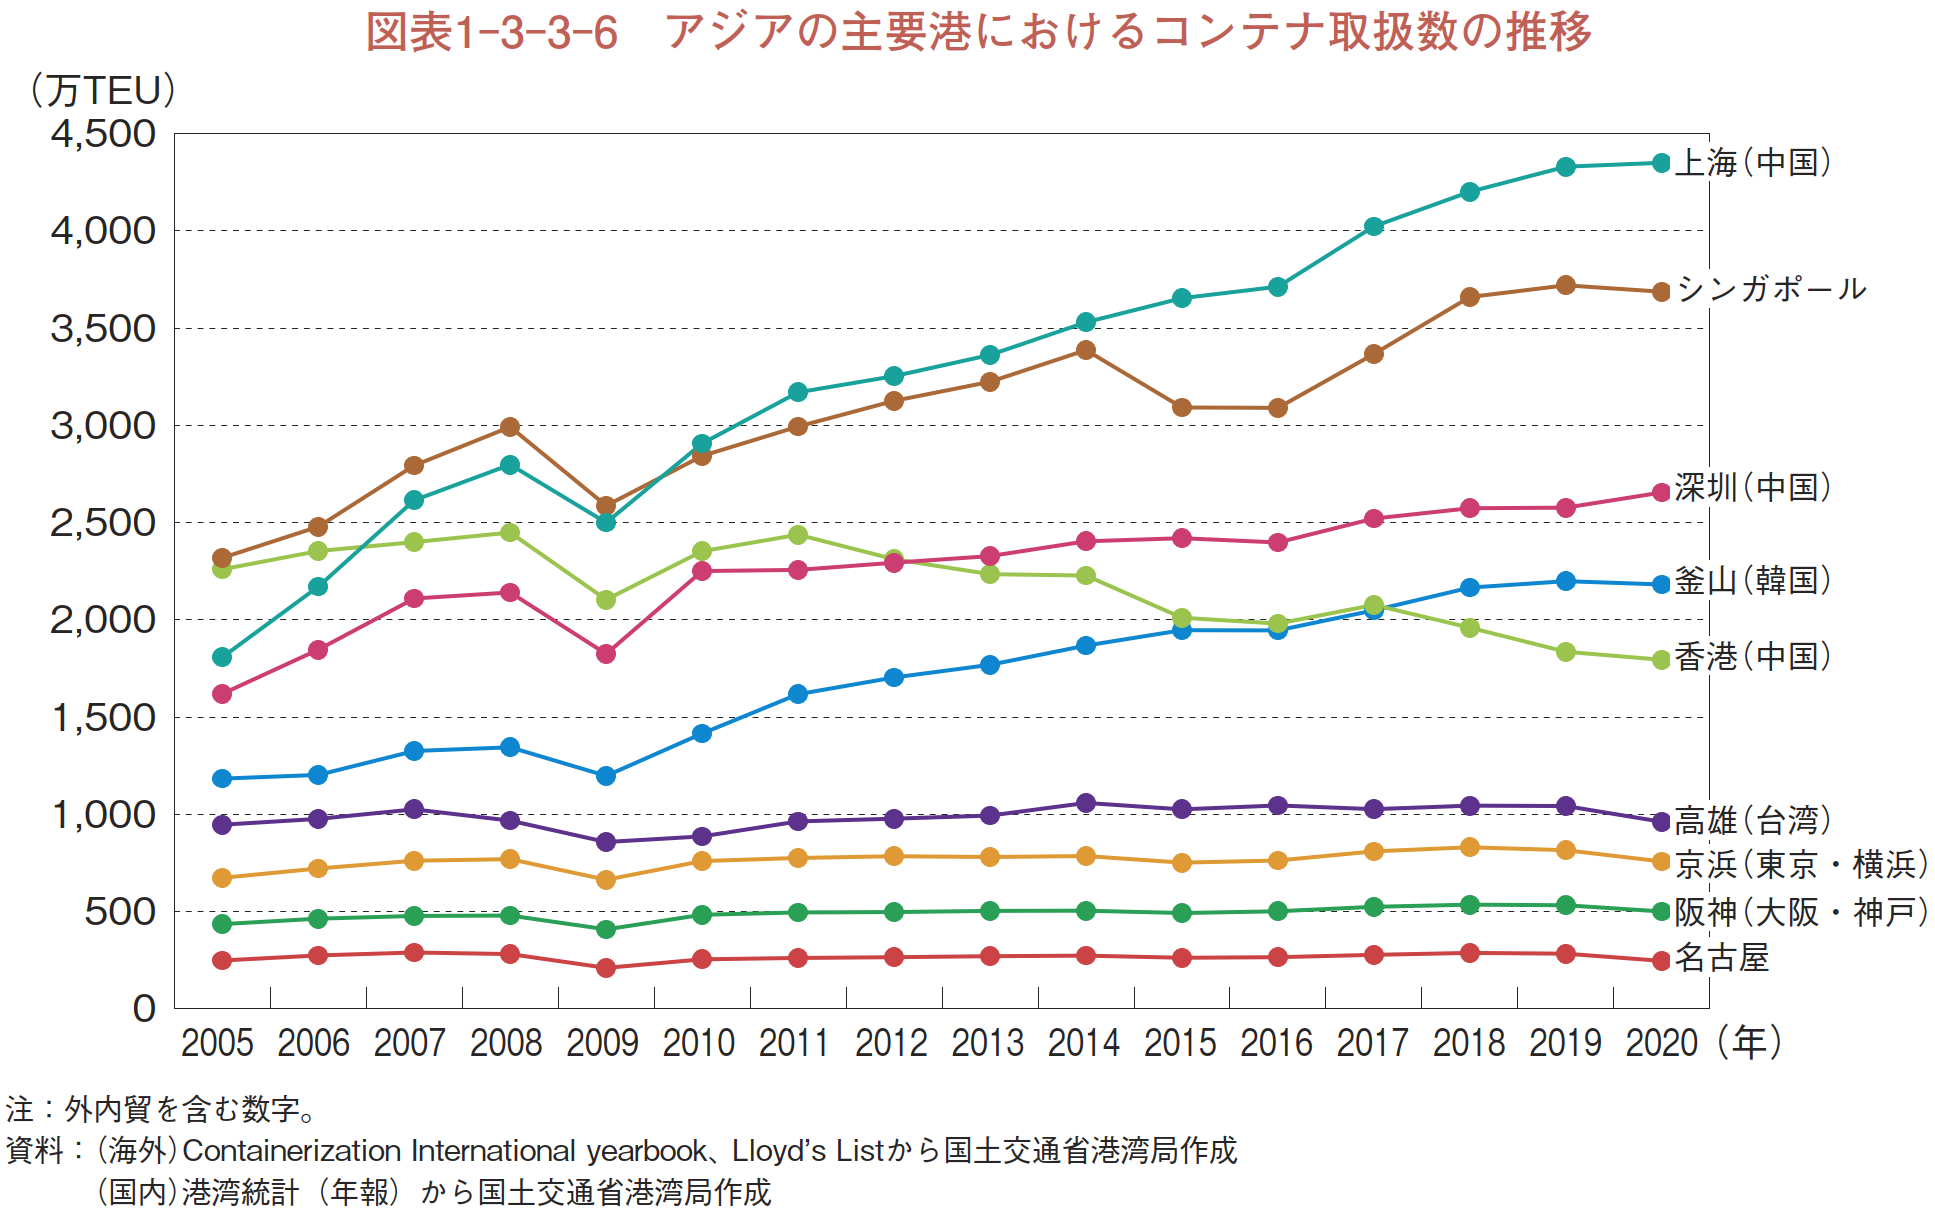 図表1−3−3−6　アジアの主要港におけるコンテナ取扱数の推移
（万TEU）
4,500
4,000
3,500
3,000
2,500
2,000
1,500
1,000
500
0
上海（中国）
シンガポール
深圳（中国）
釜山（韓国）
香港（中国）
高雄（台湾）
京浜（東京・横浜）
阪神（大阪・神戸）
名古屋
2005 2006 2007 2008 2009 2010 2011 2012 2013 2014 2015 2016 2017 2018 2019 2020（年）
注：外内貿を含む数字。
資料：（海外）Containerization International yearbook、Lloyd's Listから国土交通省港湾局作成
（国内）港湾統計（年報）から国土交通省港湾局作成